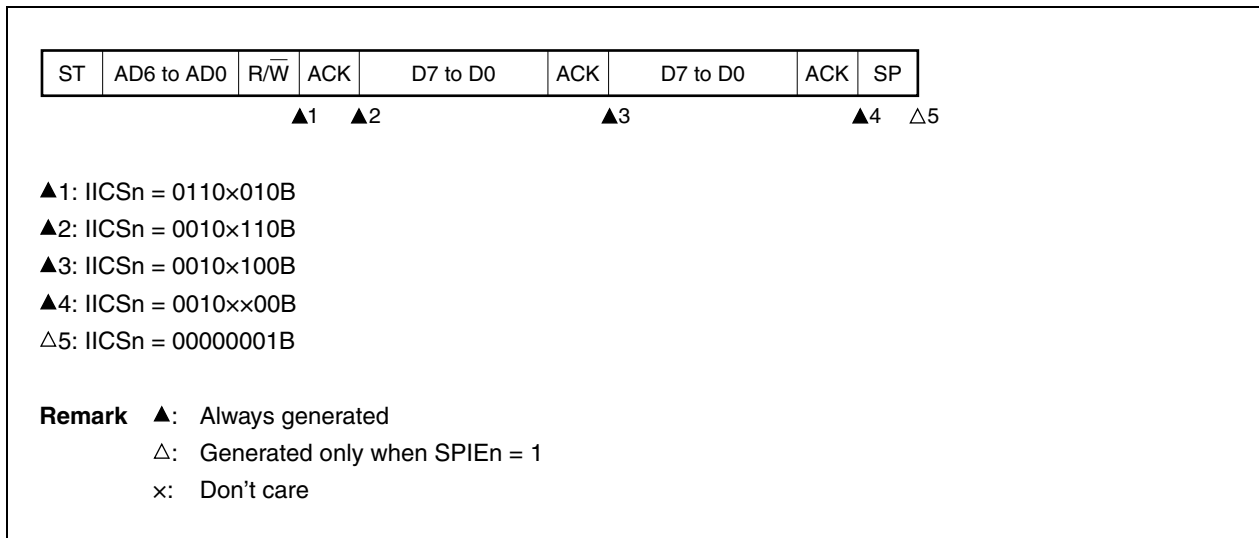 ST AD6 to AD0 R/W̅ ACK D7 to D0 ACK D7 to D0 ACK SP
▲1 ▲2 ▲3 ▲4 △5
▲1: IICSn = 0110×010B
▲2: IICSn = 0010×110B
▲3: IICSn = 0010×100B
▲4: IICSn = 0010××00B
△5: IICSn = 00000001B
Remark ▲: Always generated
△: Generated only when SPIEn = 1
×: Don't care